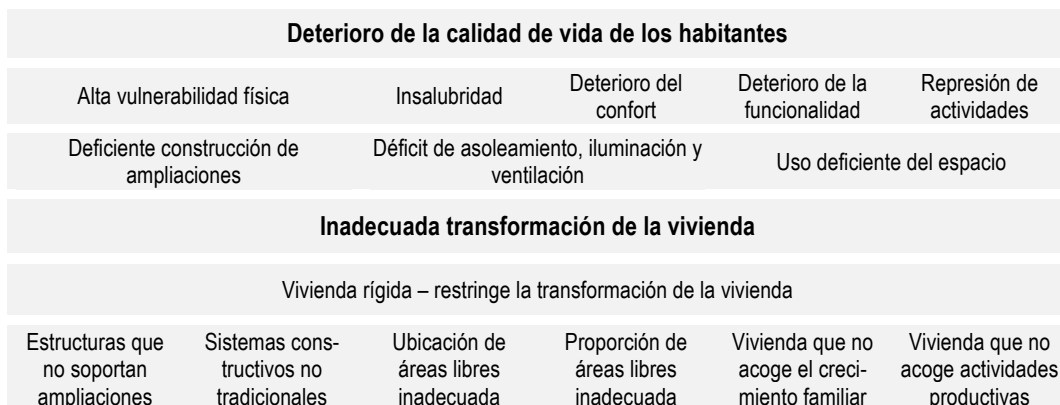 Deterioro de la calidad de vida de los habitantes
Alta vulnerabilidad física
Insalubridad
Deterioro del
confort
Deterioro de la
funcionalidad
Represión de
actividades
Deficiente construcción de
ampliaciones
Déficit de asoleamiento, iluminación y
ventilación
Uso deficiente del espacio
Inadecuada transformación de la vivienda
Vivienda rígida – restringe la transformación de la vivienda
Estructuras que
no soportan
ampliaciones
Sistemas cons-
tructivos no
tradicionales
Ubicación de
áreas libres
inadecuada
Proporción de
áreas libres
inadecuada
Vivienda que no
acoge el creci-
miento familiar
Vivienda que no
acoge actividades
productivas